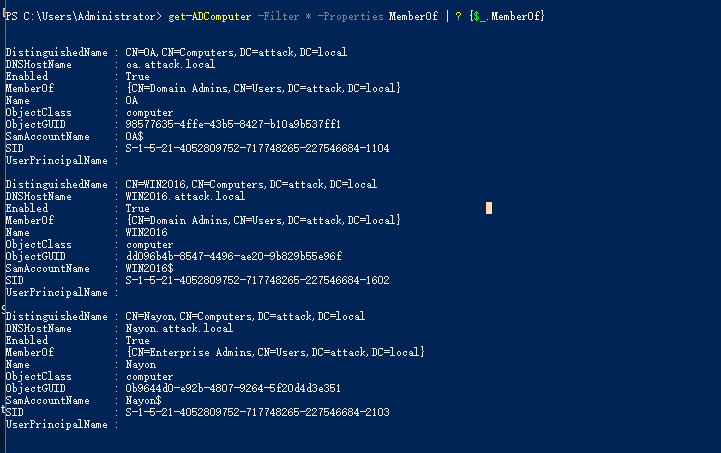 PS C:\Users\Administrator> get-ADComputer -Filter * -Properties MemberOf | ? {$_.MemberOf}
DistinguishedName : CN=OA,CN=Computers,DC=attack,DC=local
DNSHostName : oa.attack.local
Enabled : True
MemberOf : {CN=Domain Admins,CN=Users,DC=attack,DC=local}
Name : OA
ObjectClass : computer
ObjectGUID : 98577635-4ffe-43b5-8427-b10a9b537ff1
SamAccountName : OA$
SID : S-1-5-21-4052809752-717748265-227546684-1104
UserPrincipalName :
DistinguishedName : CN=WIN2016,CN=Computers,DC=attack,DC=local
DNSHostName : WIN2016.attack.local
Enabled : True
MemberOf : {CN=Domain Admins,CN=Users,DC=attack,DC=local}
Name : WIN2016
ObjectClass : computer
ObjectGUID : dd096b4b-8547-4496-ae20-9b829b55e96f
SamAccountName : WIN2016$
SID : S-1-5-21-4052809752-717748265-227546684-1602
UserPrincipalName :
DistinguishedName : CN=Nayon,CN=Computers,DC=attack,DC=local
DNSHostName : Nayon.attack.local
Enabled : True
MemberOf : {CN=Enterprise Admins,CN=Users,DC=attack,DC=local}
Name : Nayon
ObjectClass : computer
ObjectGUID : 0b9644d0-e92b-4807-9264-5f20d4d3e351
SamAccountName : Nayon$
SID : S-1-5-21-4052809752-717748265-227546684-2103
UserPrincipalName :